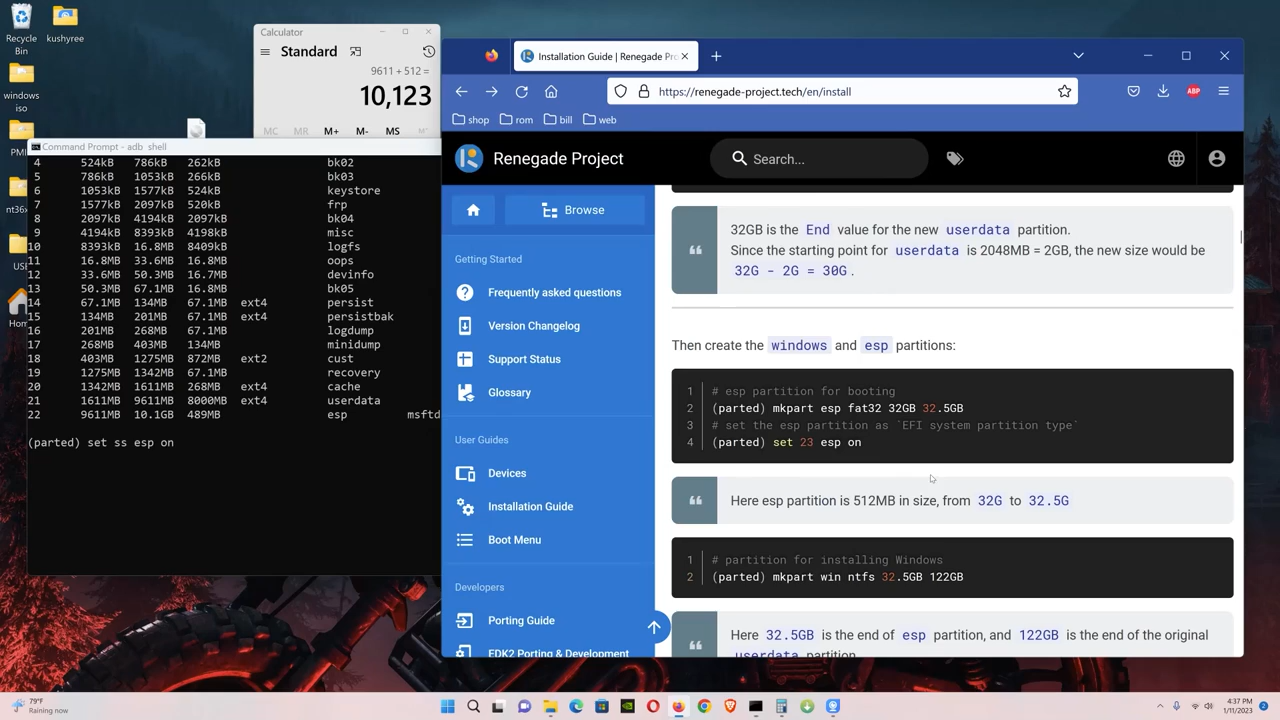 Recycle
Bin
kushyree
windows
iso
PM
nt36x
USI
Hom
Calculator
Standard
9611 + 512 =
10,123
MC MR M+ M- MS
Command Prompt - adb shell
4 524kB 786kB 262kB bk02
5 786kB 1053kB 266kB bk03
6 1053kB 1577kB 524kB keystore
7 1577kB 2097kB 520kB frp
8 2097kB 4194kB 2097kB bk04
9 4194kB 8393kB 4198kB misc
10 8393kB 16.8MB 8409kB logfs
11 16.8MB 33.6MB 16.8MB oops
12 33.6MB 50.3MB 16.7MB devinfo
13 50.3MB 67.1MB 16.8MB bk05
14 67.1MB 134MB 67.1MB ext4 persist
15 134MB 201MB 67.1MB ext4 persistbak
16 201MB 268MB 67.1MB logdump
17 268MB 403MB 134MB minidump
18 403MB 1275MB 872MB ext2 cust
19 1275MB 1342MB 67.1MB recovery
20 1342MB 1611MB 268MB ext4 cache
21 1611MB 9611MB 8000MB ext4 userdata
22 9611MB 10.1GB 489MB esp msftd
(parted) set ss esp on
Installation Guide | Renegade Pro
https://renegade-project.tech/en/install
ABP
shop rom bill web
Renegade Project
Search...
Browse
Getting Started
Frequently asked questions
Version Changelog
Support Status
Glossary
User Guides
Devices
Installation Guide
Boot Menu
Developers
Porting Guide
EDK2 Porting & Development
32GB is the End value for the new userdata partition.
Since the starting point for userdata is 2048MB = 2GB, the new size would be
32G - 2G = 30G.
Then create the windows and esp partitions:
1 # esp partition for booting
2 (parted) mkpart esp fat32 32GB 32.5GB
3 # set the esp partition as `EFI system partition type`
4 (parted) set 23 esp on
Here esp partition is 512MB in size, from 32G to 32.5G
1 # partition for installing Windows
2 (parted) mkpart win ntfs 32.5GB 122GB
Here 32.5GB is the end of esp partition, and 122GB is the end of the original
userdata partition
79°F
Raining now
4:37 PM
1/11/2023
2